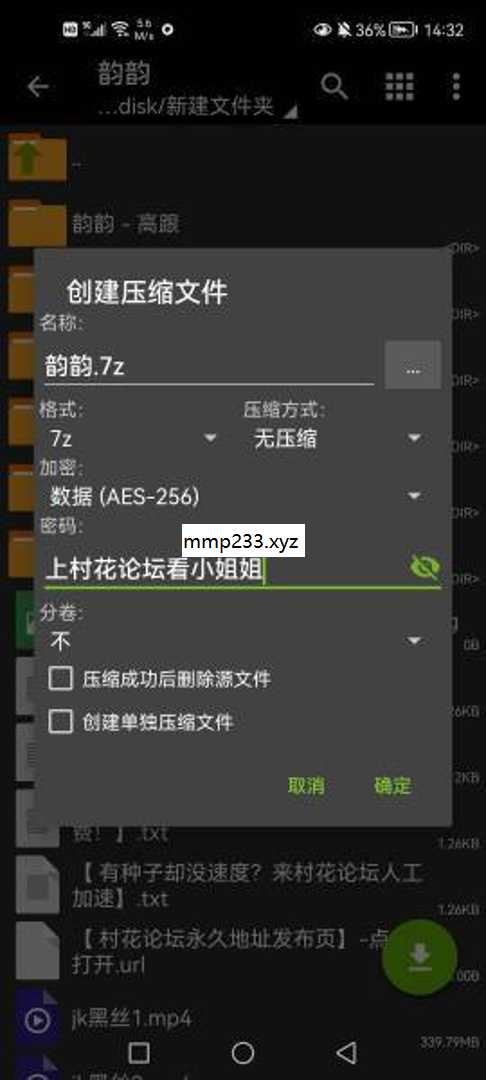 HD 5G 5.6 M/s 36% 14:32
韵韵
...disk/新建文件夹
..
韵韵 - 高跟
DIR>
创建压缩文件
DIR>
名称:
韵韵.7z ...
DIR>
格式: 压缩方式:
7z 无压缩
DIR>
加密:
数据 (AES-256)
DIR>
密码:
mmp233.xyz
上村花论坛看小姐姐
DIR>
分卷:
不
0B
压缩成功后删除源文件
创建单独压缩文件
取消 确定
费！】.txt
1.26KB
【 有种子却没速度？来村花论坛人工
加速】.txt
1.26KB
【 村花论坛永久地址发布页】-点
打开.url
jk黑丝1.mp4
339.79MB